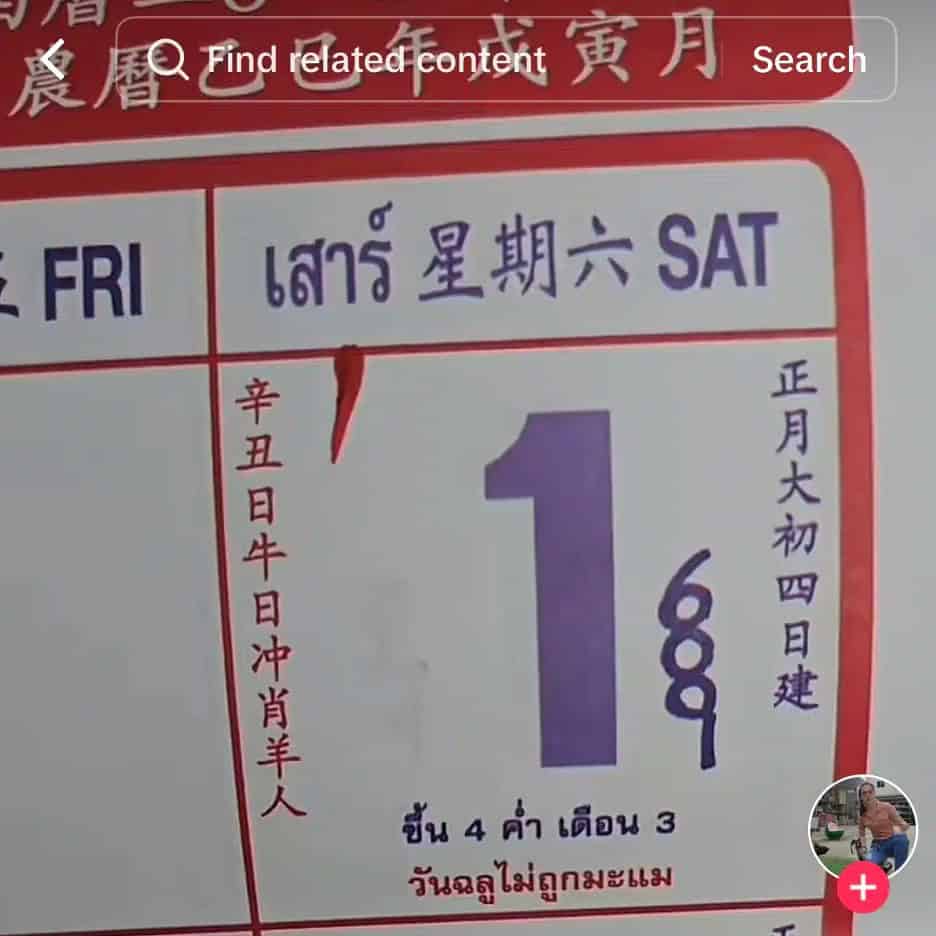 Find related content
Search
農曆乙巳年戊寅月
FRI
เสาร์ 星期六 SAT
辛丑日牛日冲肖羊人
1
正月大初四日建
ขึ้น 4 ค่ำ เดือน 3
วันฉลูไม่ถูกมะแม